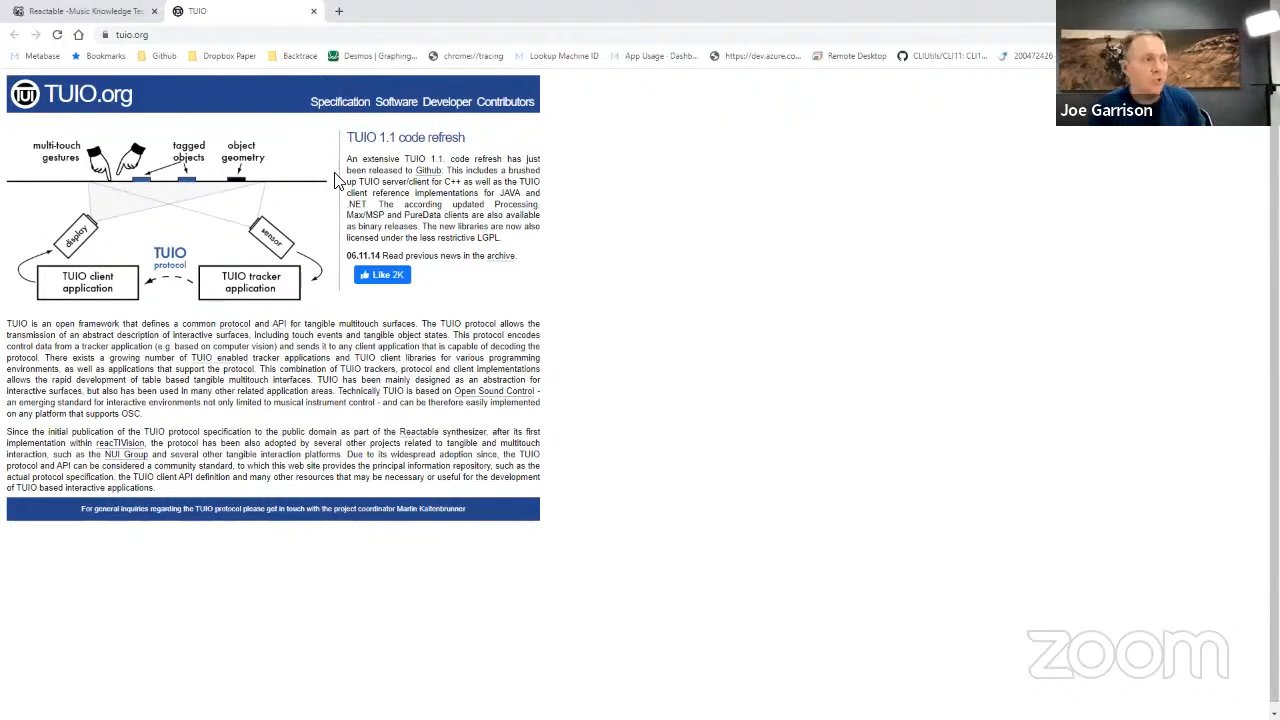 Reactable -Music Knowledge Tec
TUIO
tuio.org
Metabase
Bookmarks
Github
Dropbox Paper
Backtrace
Desmos | Graphing...
chrome://tracing
Lookup Machine ID
App Usage - Dashb...
https://dev.azure.co...
Remote Desktop
CLIUtils/CLI11: CLI1...
200472426
Joe Garrison
TUIO.org
Specification Software Developer Contributors
multi-touch
gestures
tagged
objects
object
geometry
display
sensor
TUIO
protocol
TUIO client
application
TUIO tracker
application
TUIO 1.1 code refresh
An extensive TUIO 1.1. code refresh has just
been released to Github: This includes a brushed
up TUIO server/client for C++ as well as the TUIO
client reference implementations for JAVA and
.NET. The according updated Processing,
Max/MSP and PureData clients are also available
as binary releases. The new libraries are now also
licensed under the less restrictive LGPL.
06.11.14 Read previous news in the archive.
Like 2K
TUIO is an open framework that defines a common protocol and API for tangible multitouch surfaces. The TUIO protocol allows the
transmission of an abstract description of interactive surfaces, including touch events and tangible object states. This protocol encodes
control data from a tracker application (e.g. based on computer vision) and sends it to any client application that is capable of decoding the
protocol. There exists a growing number of TUIO enabled tracker applications and TUIO client libraries for various programming
environments, as well as applications that support the protocol. This combination of TUIO trackers, protocol and client implementations
allows the rapid development of table based tangible multitouch interfaces. TUIO has been mainly designed as an abstraction for
interactive surfaces, but also has been used in many other related application areas. Technically TUIO is based on Open Sound Control -
an emerging standard for interactive environments not only limited to musical instrument control - and can be therefore easily implemented
on any platform that supports OSC.
Since the initial publication of the TUIO protocol specification to the public domain as part of the Reactable synthesizer, after its first
implementation within reacTIVision, the protocol has been also adopted by several other projects related to tangible and multitouch
interaction, such as the NUI Group and several other tangible interaction platforms. Due to its widespread adoption since, the TUIO
protocol and API can be considered a community standard, to which this web site provides the principal information repository, such as the
actual protocol specification, the TUIO client API definition and many other resources that may be necessary or useful for the development
of TUIO based interactive applications.
For general inquiries regarding the TUIO protocol please get in touch with the project coordinator Martin Kaltenbrunner
zoom